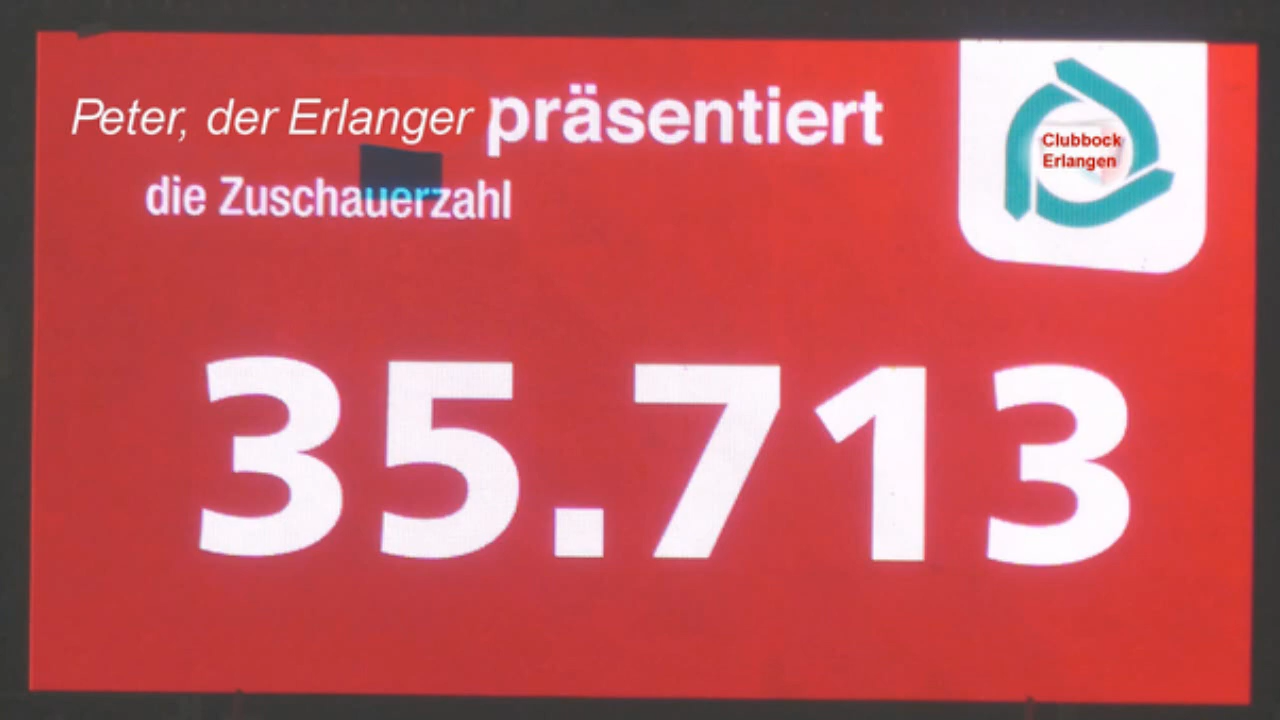 Peter, der Erlanger präsentiert
die Zuschauerzahl
Clubbock
Erlangen
35.713